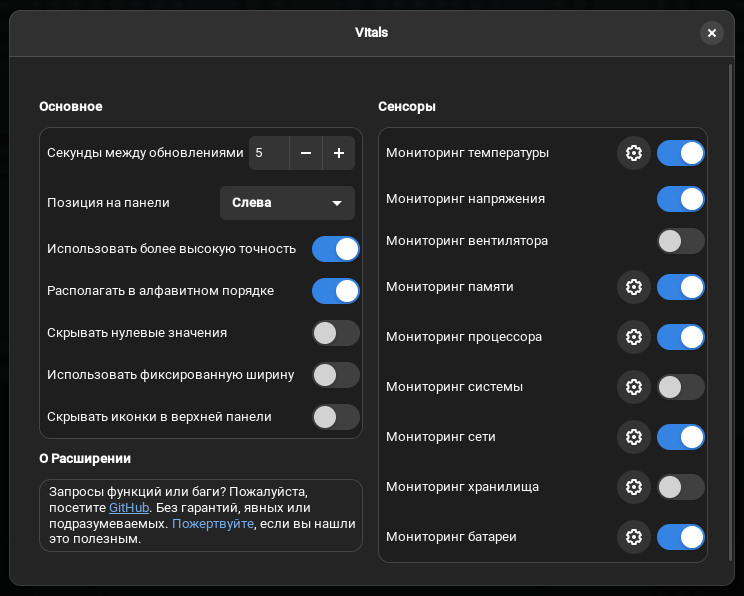 Vitals
Основное
Секунды между обновлениями 5
Позиция на панели Слева
Использовать более высокую точность
Располагать в алфавитном порядке
Скрывать нулевые значения
Использовать фиксированную ширину
Скрывать иконки в верхней панели
О Расширении
Запросы функций или баги? Пожалуйста,
посетите GitHub. Без гарантий, явных или
подразумеваемых. Пожертвуйте, если вы нашли
это полезным.
Сенсоры
Мониторинг температуры
Мониторинг напряжения
Мониторинг вентилятора
Мониторинг памяти
Мониторинг процессора
Мониторинг системы
Мониторинг сети
Мониторинг хранилища
Мониторинг батареи